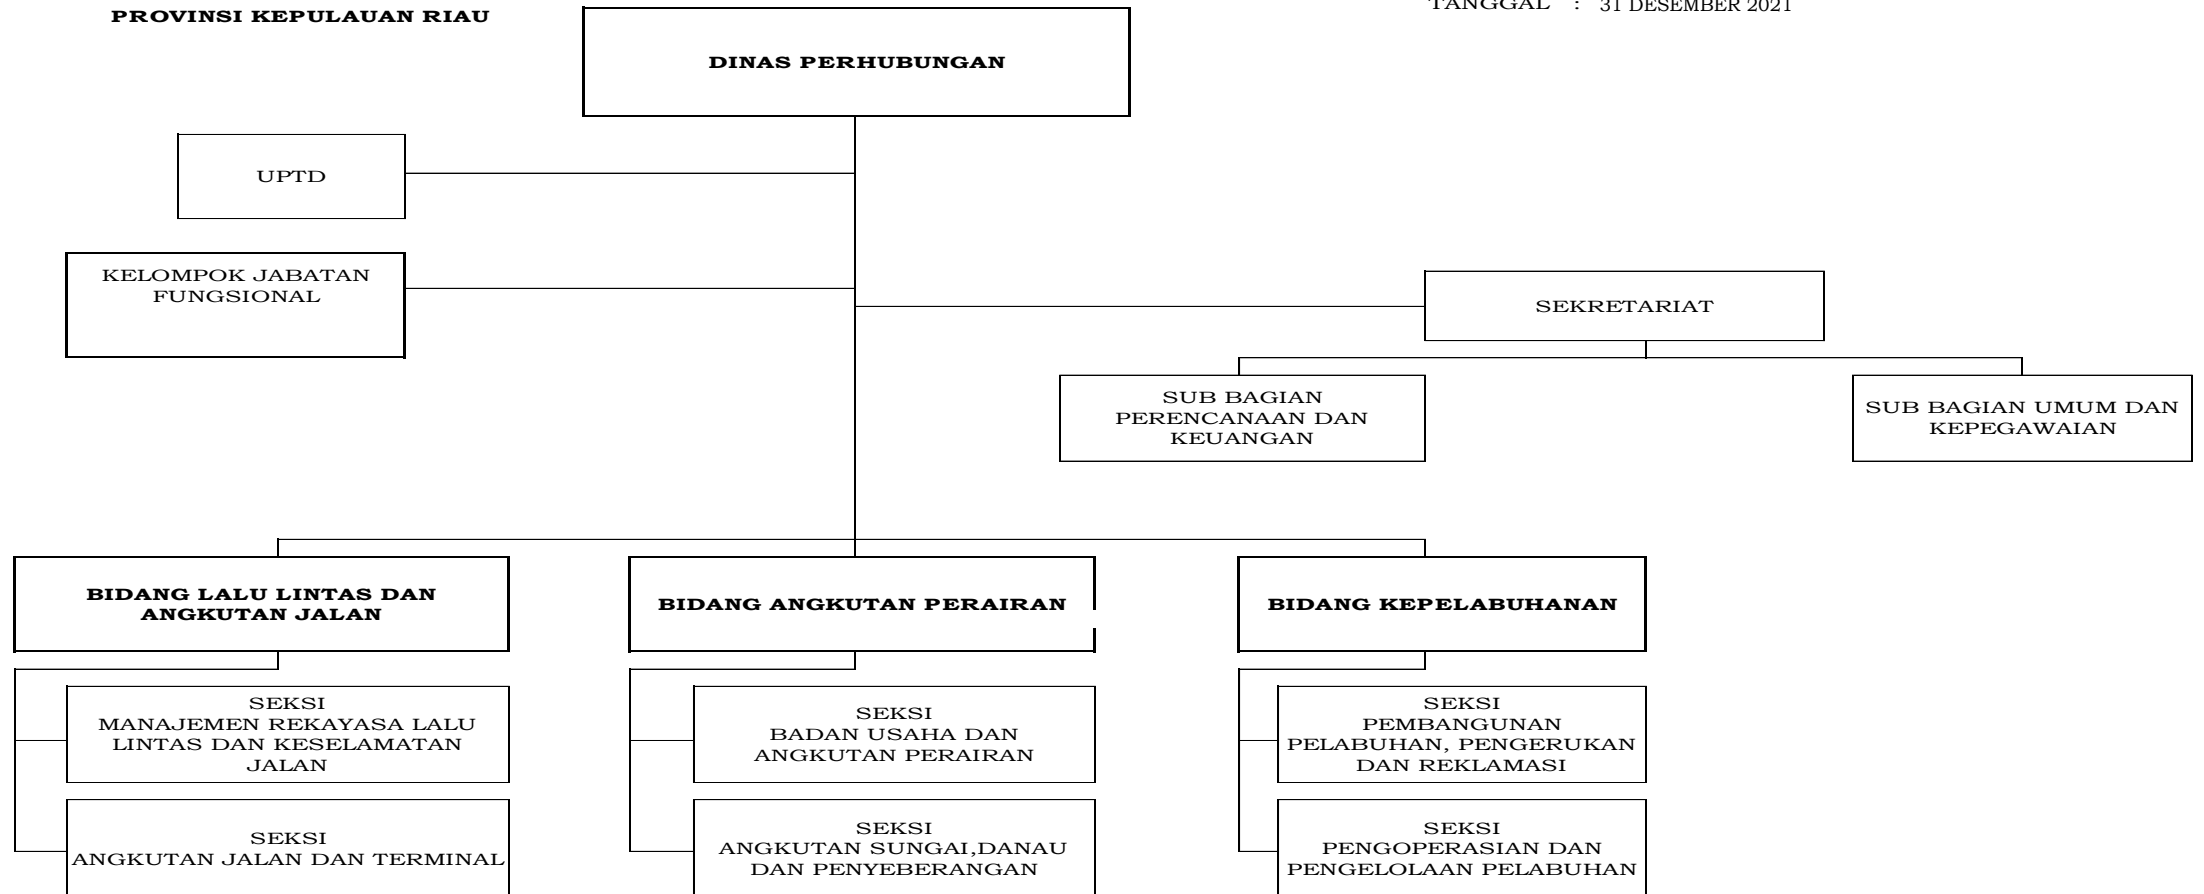 PROVINSI KEPULAUAN RIAU
TANGGAL : 31 DESEMBER 2021
DINAS PERHUBUNGAN
UPTD
KELOMPOK JABATAN
FUNGSIONAL
SEKRETARIAT
SUB BAGIAN
PERENCANAAN DAN
KEUANGAN
SUB BAGIAN UMUM DAN
KEPEGAWAIAN
BIDANG LALU LINTAS DAN
ANGKUTAN JALAN
BIDANG ANGKUTAN PERAIRAN
BIDANG KEPELABUHANAN
SEKSI
MANAJEMEN REKAYASA LALU
LINTAS DAN KESELAMATAN
JALAN
SEKSI
BADAN USAHA DAN
ANGKUTAN PERAIRAN
SEKSI
PEMBANGUNAN
PELABUHAN, PENGERUKAN
DAN REKLAMASI
SEKSI
ANGKUTAN JALAN DAN TERMINAL
SEKSI
ANGKUTAN SUNGAI,DANAU
DAN PENYEBERANGAN
SEKSI
PENGOPERASIAN DAN
PENGELOLAAN PELABUHAN